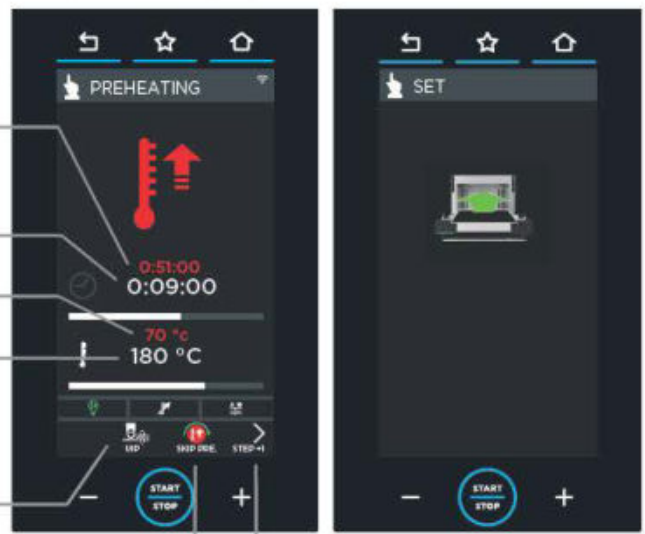 PREHEATING
0:51:00
0:09:00
70 °c
180 °C
SKIP PRE.
STEP+1
START
STOP
SET
START
STOP